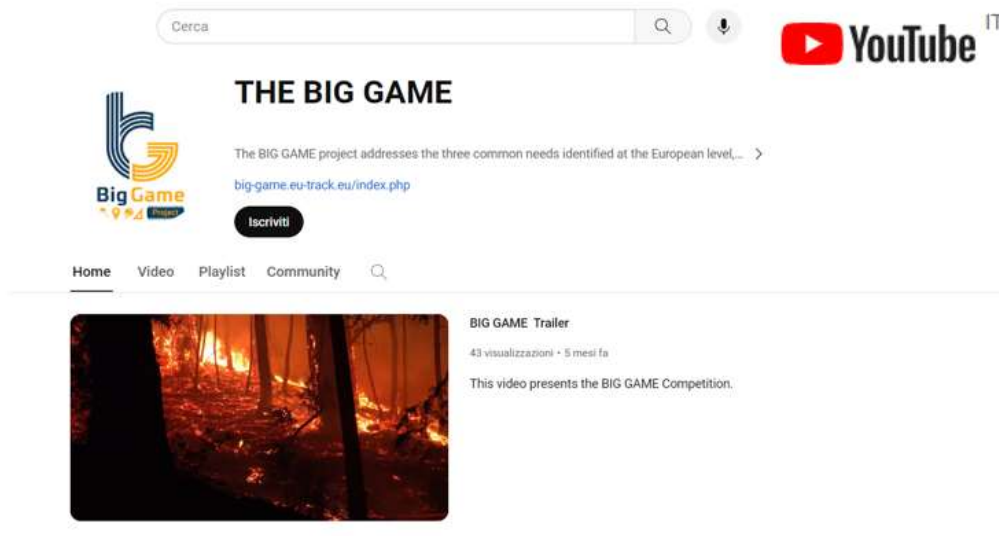 Cerca
YouTube IT
THE BIG GAME
The BIG GAME project addresses the three common needs identified at the European level,...
big-game.eu-track.eu/index.php
Big Game
Project
Iscriviti
Home Video Playlist Community
BIG GAME Trailer
43 visualizzazioni • 5 mesi fa
This video presents the BIG GAME Competition.